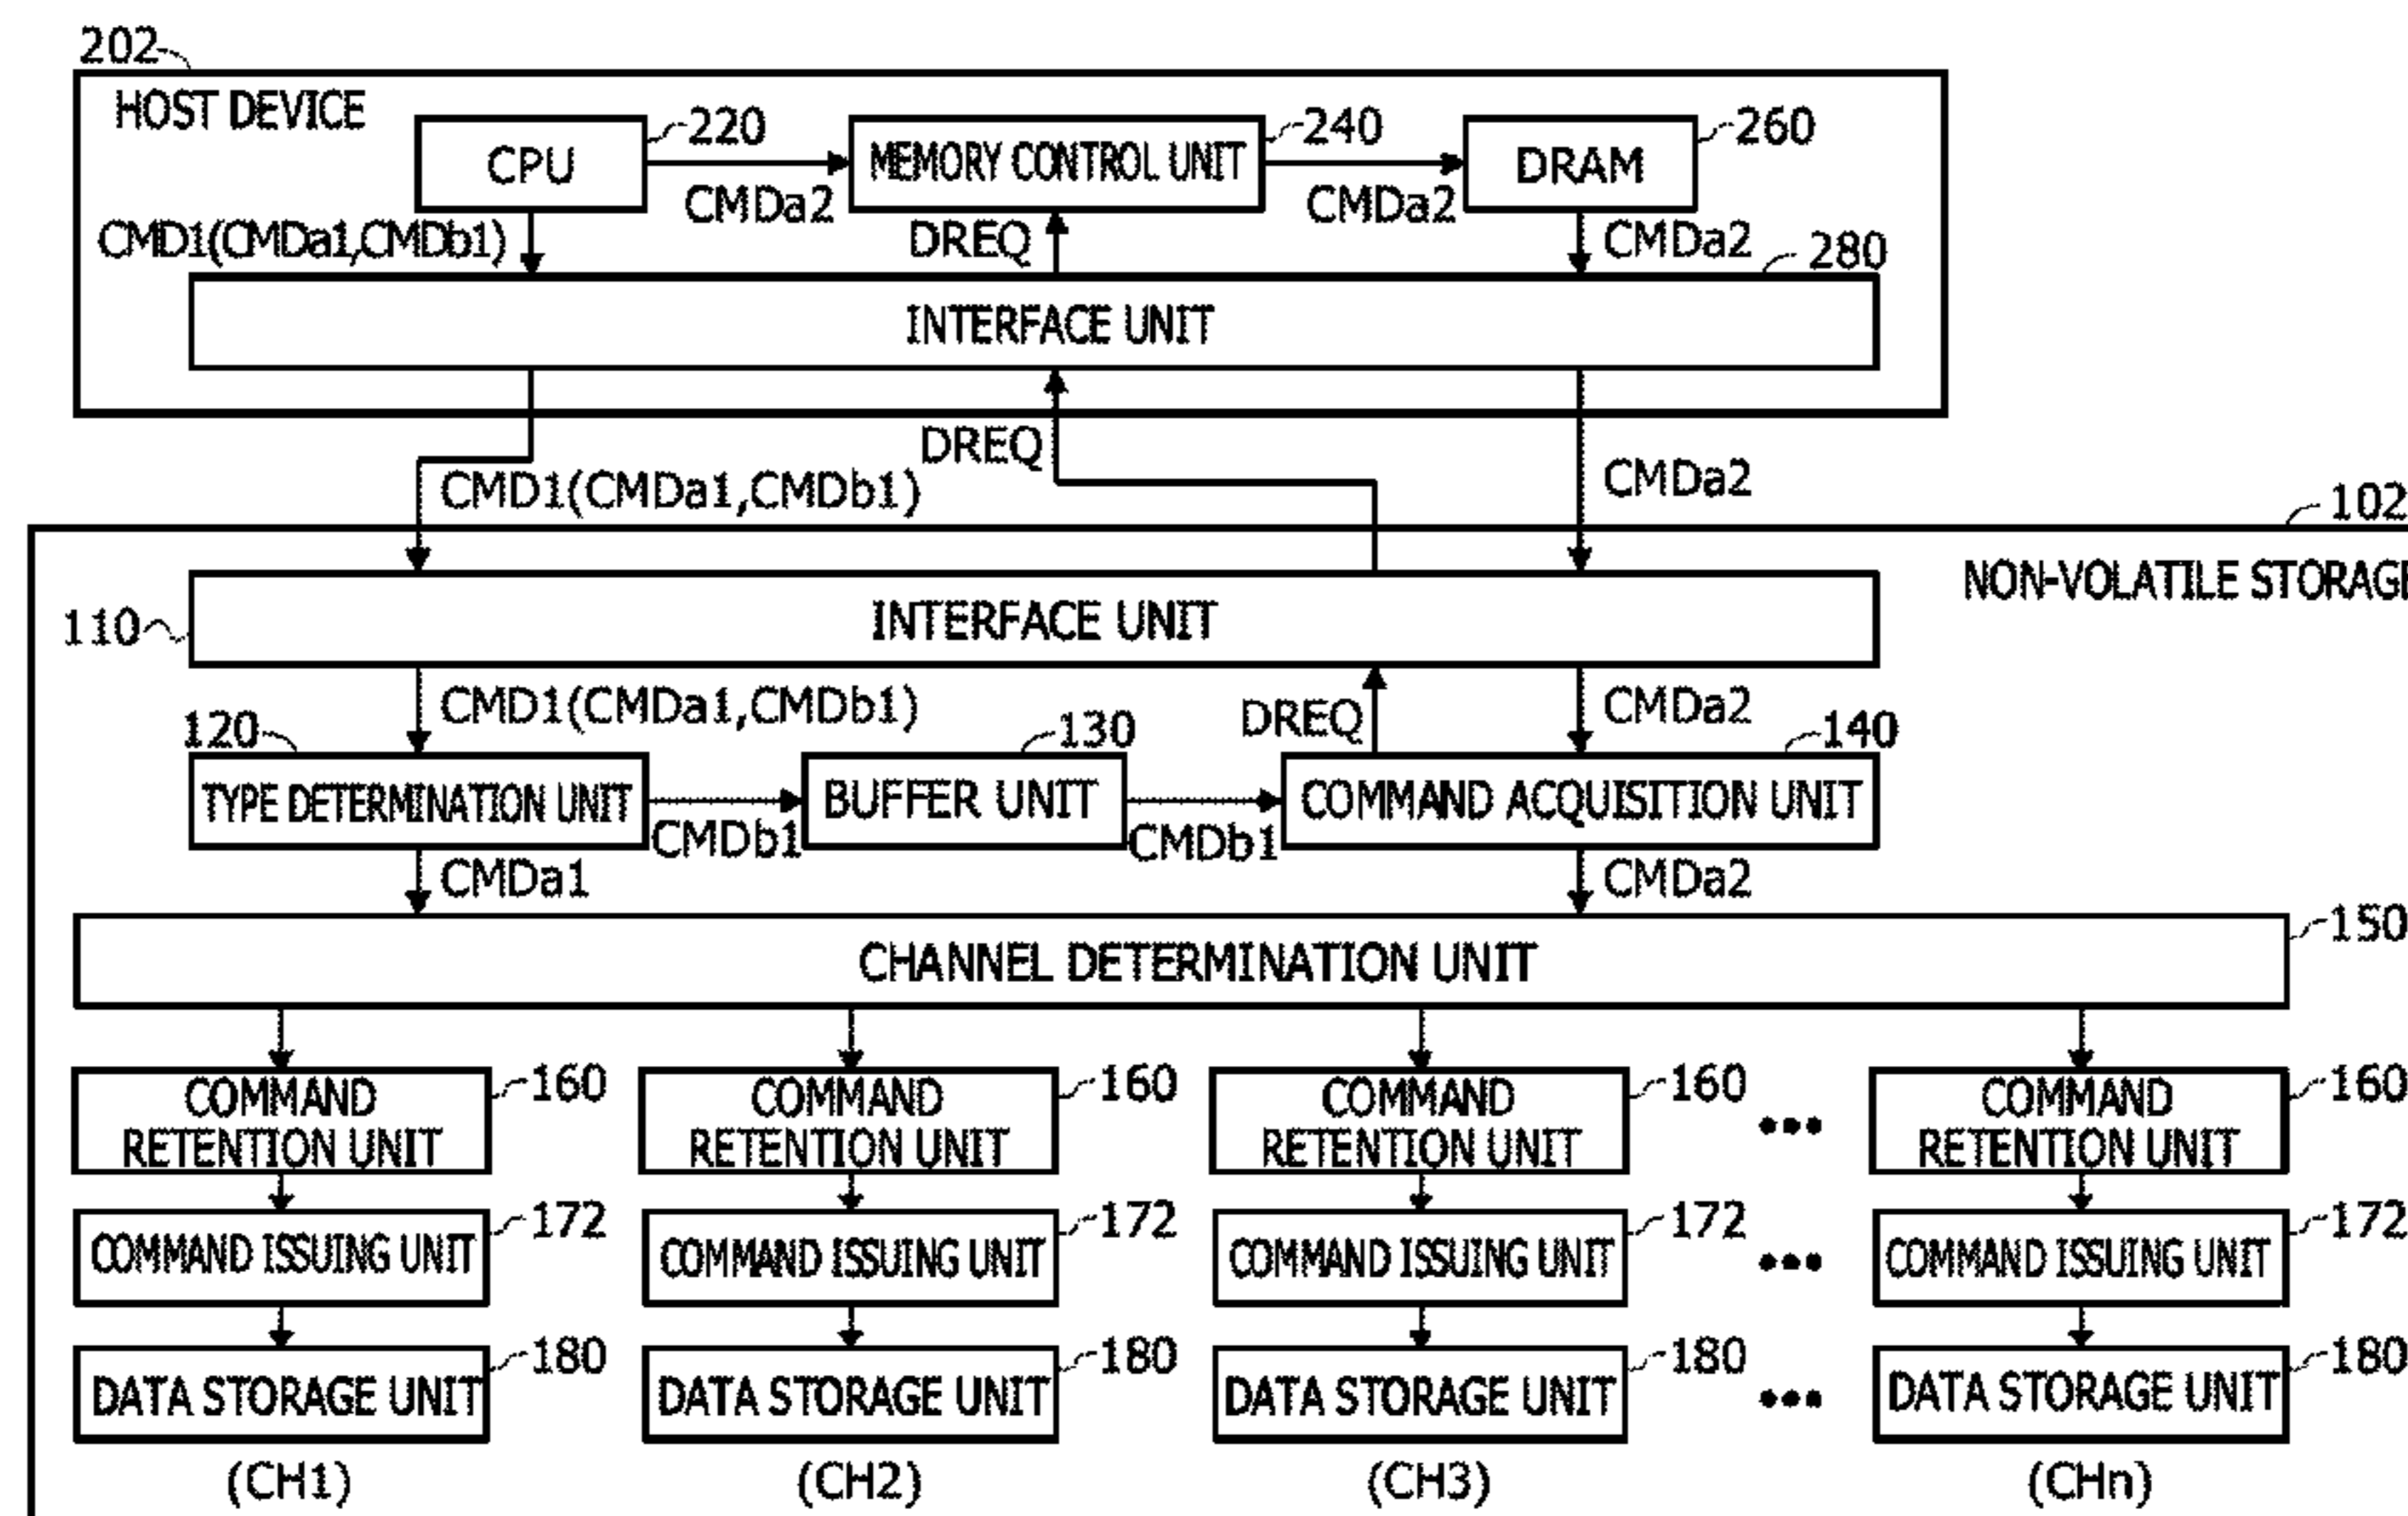 202
HOST DEVICE
CPU
220
MEMORY CONTROL UNIT
240
DRAM
260
CMDa2
CMDa2
CMD1(CMDa1,CMDb1)
DREQ
CMDa2
280
INTERFACE UNIT
DREQ
CMD1(CMDa1,CMDb1)
CMDa2
102
NON-VOLATILE STORAGE
110
INTERFACE UNIT
CMD1(CMDa1,CMDb1)
DREQ
CMDa2
120
130
140
TYPE DETERMINATION UNIT
CMDb1
BUFFER UNIT
CMDb1
COMMAND ACQUISITION UNIT
CMDa1
CMDa2
150
CHANNEL DETERMINATION UNIT
COMMAND
RETENTION UNIT
160
COMMAND
RETENTION UNIT
160
COMMAND
RETENTION UNIT
160
•••
COMMAND
RETENTION UNIT
160
COMMAND ISSUING UNIT
172
COMMAND ISSUING UNIT
172
COMMAND ISSUING UNIT
172
•••
COMMAND ISSUING UNIT
172
DATA STORAGE UNIT
180
DATA STORAGE UNIT
180
DATA STORAGE UNIT
180
•••
DATA STORAGE UNIT
180
(CH1)
(CH2)
(CH3)
(CHn)